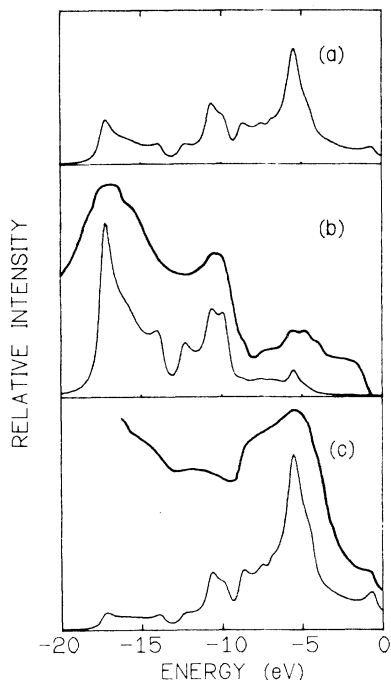 (a)
(b)
(c)
RELATIVE INTENSITY
-20 -15 -10 -5 0
ENERGY (eV)